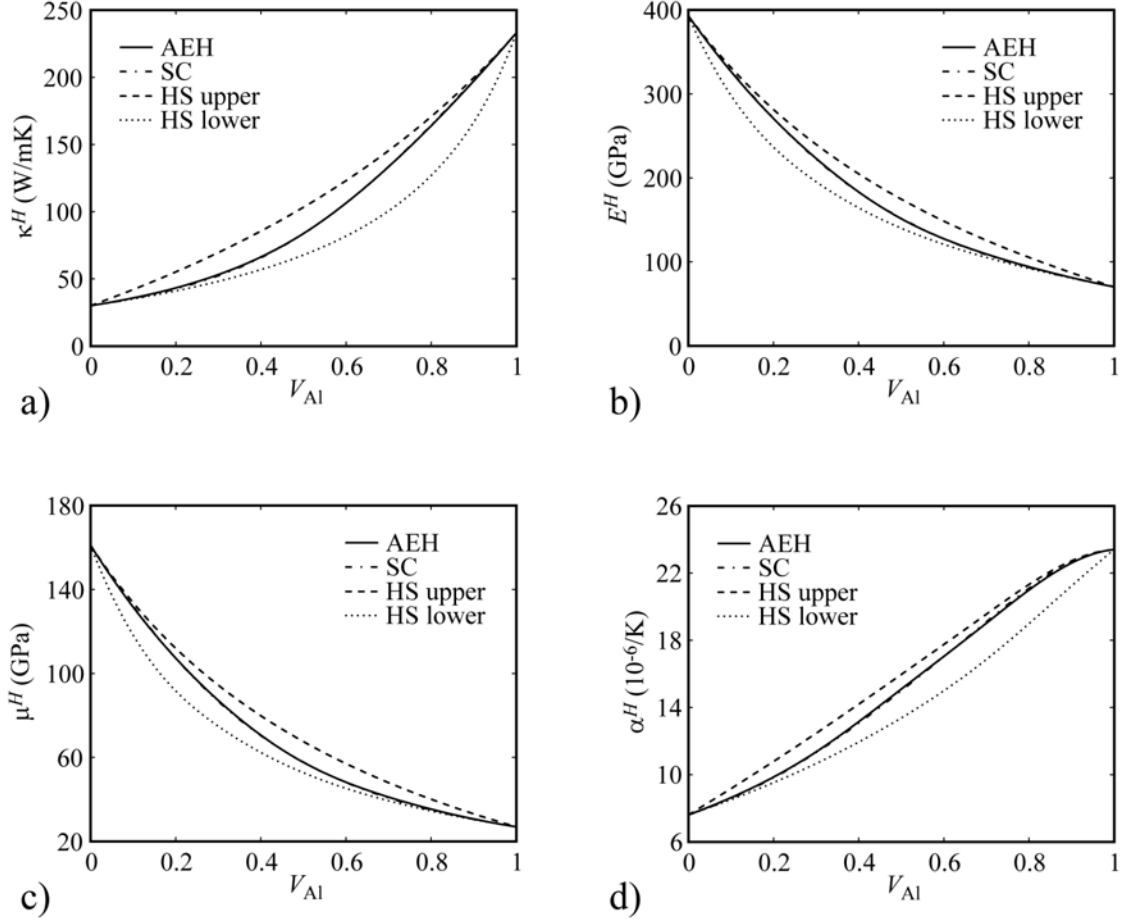 250
200
150
100
50
0
κᴴ (W/mK)
AEH
SC
HS upper
HS lower
0 0.2 0.4 0.6 0.8 1
V_Al
a)
400
300
200
100
0
Eᴴ (GPa)
AEH
SC
HS upper
HS lower
0 0.2 0.4 0.6 0.8 1
V_Al
b)
180
140
100
60
20
μᴴ (GPa)
AEH
SC
HS upper
HS lower
0 0.2 0.4 0.6 0.8 1
V_Al
c)
26
22
18
14
10
6
αᴴ (10⁻⁶/K)
AEH
SC
HS upper
HS lower
0 0.2 0.4 0.6 0.8 1
V_Al
d)